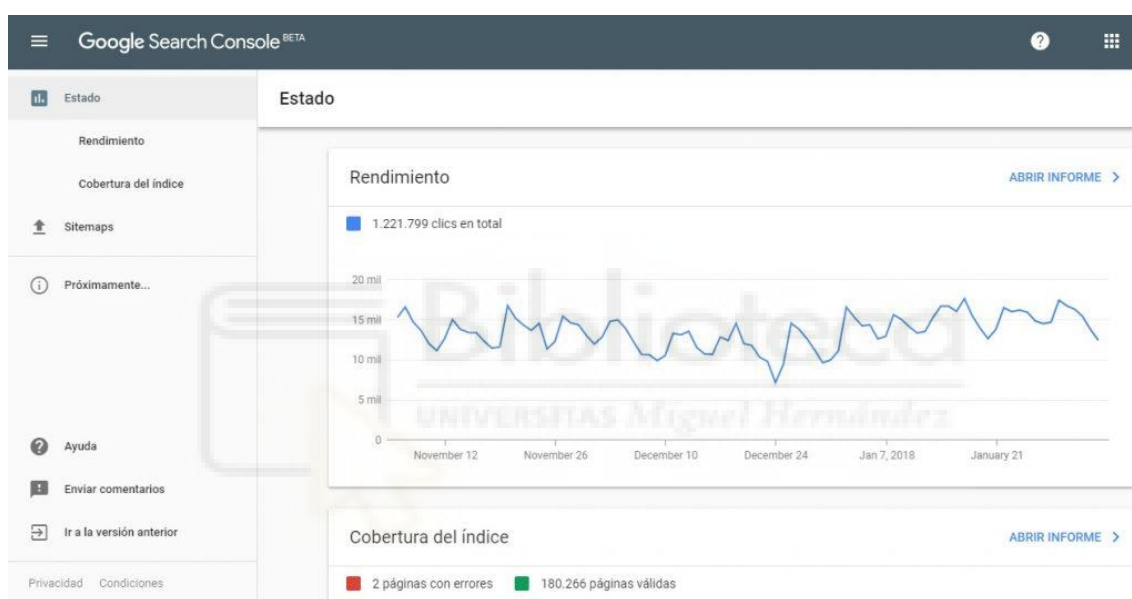 Google Search Console BETA
Estado
Rendimiento
Cobertura del índice
Sitemaps
Próximamente...
Ayuda
Enviar comentarios
Ir a la versión anterior
Privacidad Condiciones
Estado
Rendimiento
ABRIR INFORME
1.221.799 clics en total
20 mil
15 mil
10 mil
5 mil
0
November 12 November 26 December 10 December 24 Jan 7, 2018 January 21
Biblioteca
UNIVERSITAS Miguel Hernández
Cobertura del índice
ABRIR INFORME
2 páginas con errores 180.266 páginas válidas